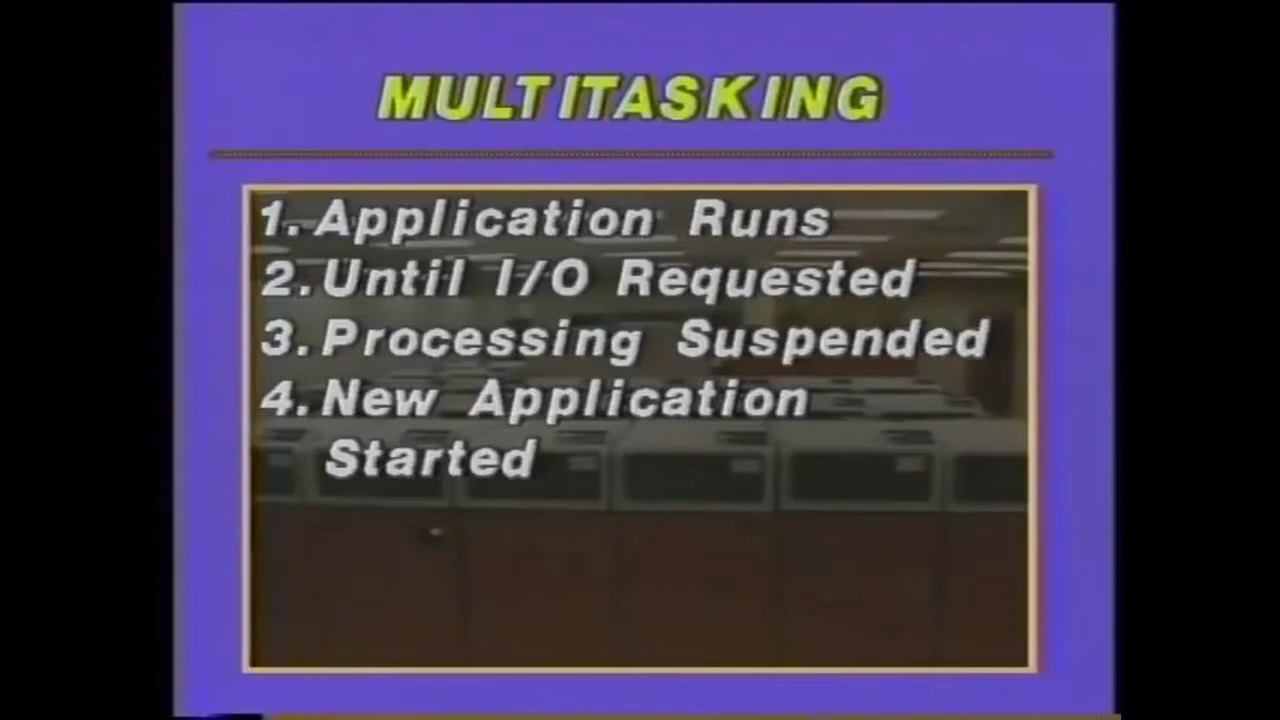 MULTITASKING
1. Application Runs
2. Until I/O Requested
3. Processing Suspended
4. New Application
Started